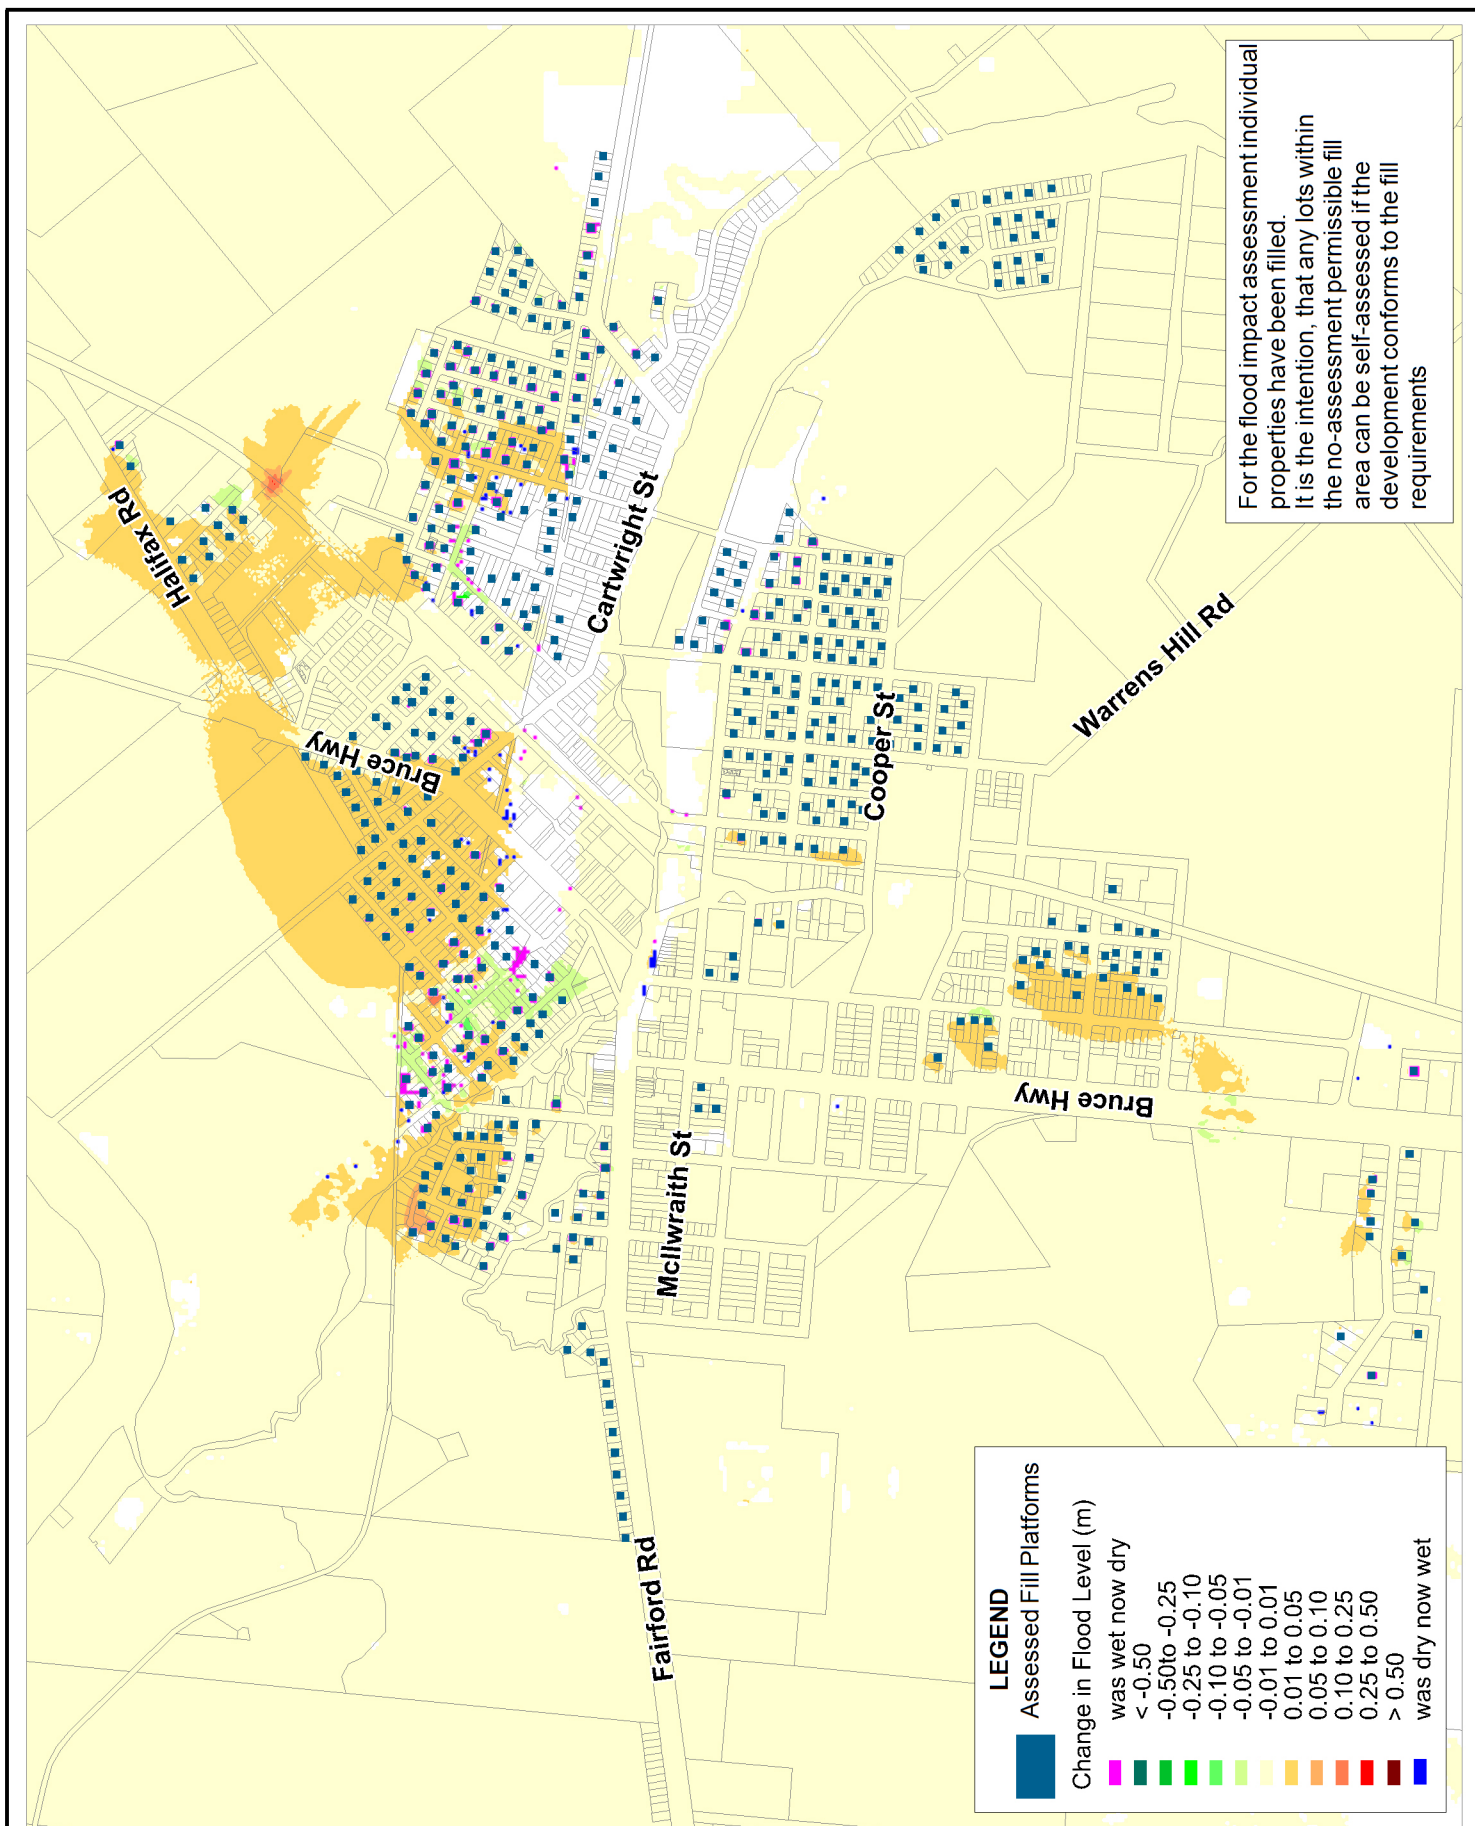 For the flood impact assessment individual
properties have been filled.
It is the intention, that any lots within
the no-assessment permissible fill
area can be self-assessed if the
development conforms to the fill
requirements
Halifax Rd
Bruce Hwy
Cartwright St
Cooper St
Warrens Hill Rd
McIlwraith St
Bruce Hwy
Fairford Rd
LEGEND
Assessed Fill Platforms
Change in Flood Level (m)
was wet now dry
< -0.50
-0.50to -0.25
-0.25 to -0.10
-0.10 to -0.05
-0.05 to -0.01
-0.01 to 0.01
0.01 to 0.05
0.05 to 0.10
0.10 to 0.25
0.25 to 0.50
> 0.50
was dry now wet